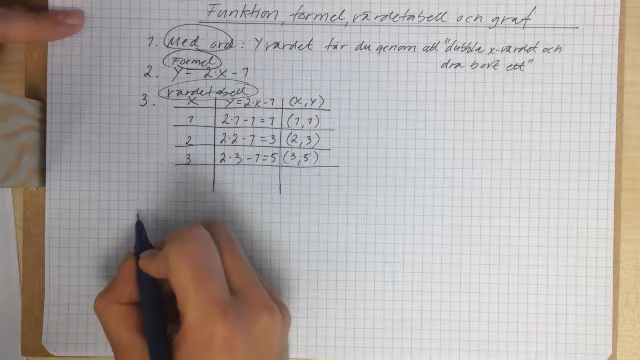 Funktion, formel, värdetabell och graf
1. Med ord: Y värdet får du genom att "dubbla x-värdet och
dra bort ett"
2. Formel
Y = 2·X - 1
3. Värdetabell
X Y=2·x-1 (X,Y)
1 2·1-1=1 (1,1)
2 2·2-1=3 (2,3)
3 2·3-1=5 (3,5)